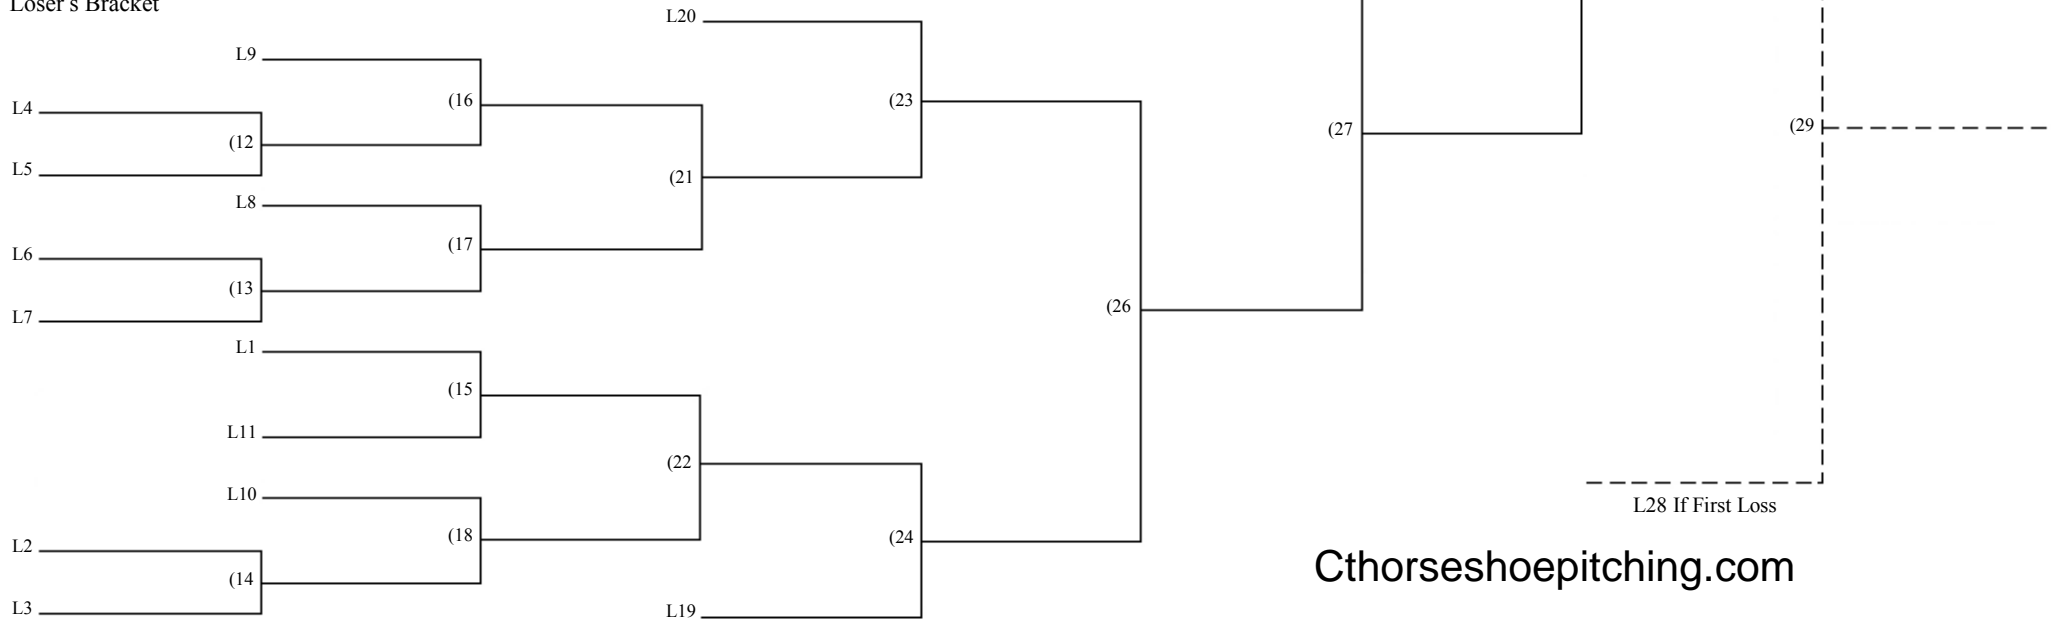 Loser's Bracket
L20
L9
(16
(23
L4
(12
L5
(27
(29
(21
L8
(17
L6
(13
L7
(26
L1
(15
L11
(22
L10
(18
(24
L28 If First Loss
L2
(14
L3
L19
Cthorseshoepitching.com